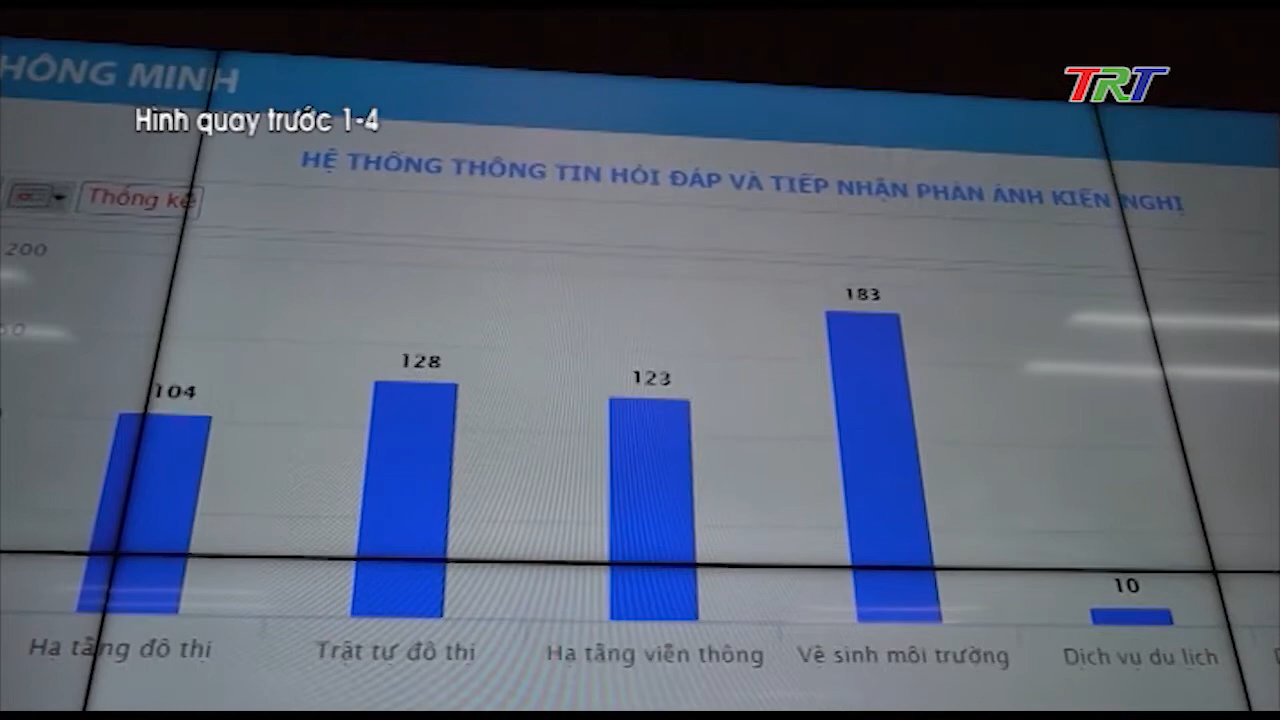 HÔNG MINH
TRT
Hình quay trước 1-4
HỆ THỐNG THÔNG TIN HỎI ĐÁP VÀ TIẾP NHẬN PHẢN ÁNH KIẾN NGHỊ
Thống kê
200
183
128
123
104
10
Hạ tầng đô thị
Trật tự đô thị
Hạ tầng viễn thông
Vệ sinh môi trường
Dịch vụ du lịch